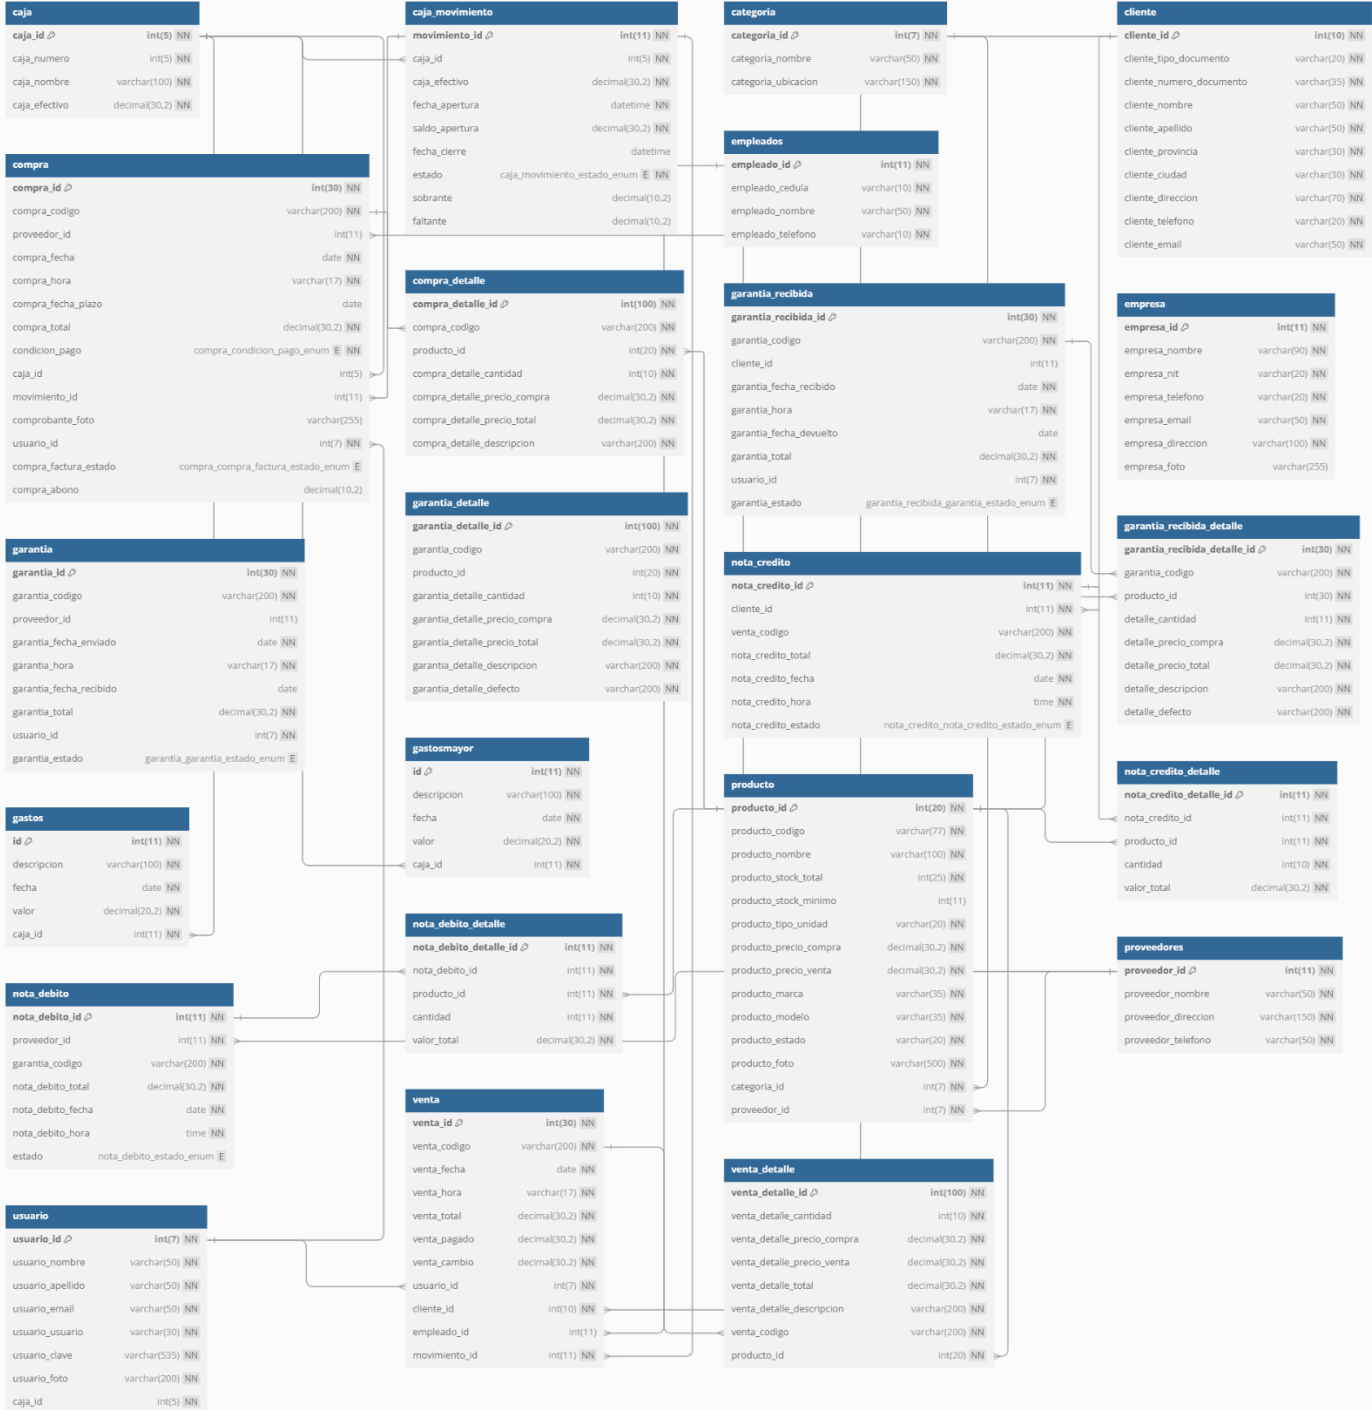 caja
caja_id int(5) NN
caja_numero int(5) NN
caja_nombre varchar(100) NN
caja_efectivo decimal(30,2) NN
compra
compra_id int(30) NN
compra_codigo varchar(200) NN
proveedor_id int(11)
compra_fecha date NN
compra_hora varchar(17) NN
compra_fecha_plazo date
compra_total decimal(30,2) NN
condicion_pago compra_condicion_pago_enum E NN
caja_id int(5)
movimiento_id int(11)
comprobante_foto varchar(255)
usuario_id int(7) NN
compra_factura_estado compra_compra_factura_estado_enum E
compra_abono decimal(10,2)
garantia
garantia_id int(30) NN
garantia_codigo varchar(200) NN
proveedor_id int(11)
garantia_fecha_enviado date NN
garantia_hora varchar(17) NN
garantia_fecha_recibido date
garantia_total decimal(30,2) NN
usuario_id int(7) NN
garantia_estado garantia_garantia_estado_enum E
gastos
id int(11) NN
descripcion varchar(100) NN
fecha date NN
valor decimal(20,2) NN
caja_id int(11) NN
nota_debito
nota_debito_id int(11) NN
proveedor_id int(11) NN
garantia_codigo varchar(200) NN
nota_debito_total decimal(30,2) NN
nota_debito_fecha date NN
nota_debito_hora time NN
estado nota_debito_estado_enum E
usuario
usuario_id int(7) NN
usuario_nombre varchar(50) NN
usuario_apellido varchar(50) NN
usuario_email varchar(50) NN
usuario_usuario varchar(30) NN
usuario_clave varchar(535) NN
usuario_foto varchar(200) NN
caja_id int(5) NN
caja_movimiento
movimiento_id int(11) NN
caja_id int(5) NN
caja_efectivo decimal(30,2) NN
fecha_apertura datetime NN
saldo_apertura decimal(30,2) NN
fecha_cierre datetime
estado caja_movimiento_estado_enum E NN
sobrante decimal(10,2)
faltante decimal(10,2)
compra_detalle
compra_detalle_id int(100) NN
compra_codigo varchar(200) NN
producto_id int(20) NN
compra_detalle_cantidad int(10) NN
compra_detalle_precio_compra decimal(30,2) NN
compra_detalle_precio_total decimal(30,2) NN
compra_detalle_descripcion varchar(200) NN
garantia_detalle
garantia_detalle_id int(100) NN
garantia_codigo varchar(200) NN
producto_id int(20) NN
garantia_detalle_cantidad int(10) NN
garantia_detalle_precio_compra decimal(30,2) NN
garantia_detalle_precio_total decimal(30,2) NN
garantia_detalle_descripcion varchar(200) NN
garantia_detalle_defecto varchar(200) NN
gastosmayor
id int(11) NN
descripcion varchar(100) NN
fecha date NN
valor decimal(20,2) NN
caja_id int(11) NN
nota_debito_detalle
nota_debito_detalle_id int(11) NN
nota_debito_id int(11) NN
producto_id int(11) NN
cantidad int(11) NN
valor_total decimal(30,2) NN
venta
venta_id int(30) NN
venta_codigo varchar(200) NN
venta_fecha date NN
venta_hora varchar(17) NN
venta_total decimal(30,2) NN
venta_pagado decimal(30,2) NN
venta_cambio decimal(30,2) NN
usuario_id int(7) NN
cliente_id int(10) NN
empleado_id int(11)
movimiento_id int(11) NN
categoria
categoria_id int(7) NN
categoria_nombre varchar(50) NN
categoria_ubicacion varchar(150) NN
empleados
empleado_id int(11) NN
empleado_cedula varchar(10) NN
empleado_nombre varchar(50) NN
empleado_telefono varchar(10) NN
garantia_recibida
garantia_recibida_id int(30) NN
garantia_codigo varchar(200) NN
cliente_id int(11)
garantia_fecha_recibido date NN
garantia_hora varchar(17) NN
garantia_fecha_devuelto date
garantia_total decimal(30,2) NN
usuario_id int(7) NN
garantia_estado garantia_recibida_garantia_estado_enum E
nota_credito
nota_credito_id int(11) NN
cliente_id int(11) NN
venta_codigo varchar(200) NN
nota_credito_total decimal(30,2) NN
nota_credito_fecha date NN
nota_credito_hora time NN
nota_credito_estado nota_credito_nota_credito_estado_enum E
producto
producto_id int(20) NN
producto_codigo varchar(77) NN
producto_nombre varchar(100) NN
producto_stock_total int(25) NN
producto_stock_minimo int(11)
producto_tipo_unidad varchar(20) NN
producto_precio_compra decimal(30,2) NN
producto_precio_venta decimal(30,2) NN
producto_marca varchar(35) NN
producto_modelo varchar(35) NN
producto_estado varchar(20) NN
producto_foto varchar(500) NN
categoria_id int(7) NN
proveedor_id int(7) NN
venta_detalle
venta_detalle_id int(100) NN
venta_detalle_cantidad int(10) NN
venta_detalle_precio_compra decimal(30,2) NN
venta_detalle_precio_venta decimal(30,2) NN
venta_detalle_total decimal(30,2) NN
venta_detalle_descripcion varchar(200) NN
venta_codigo varchar(200) NN
producto_id int(20) NN
cliente
cliente_id int(10) NN
cliente_tipo_documento varchar(20) NN
cliente_numero_documento varchar(35) NN
cliente_nombre varchar(50) NN
cliente_apellido varchar(50) NN
cliente_provincia varchar(30) NN
cliente_ciudad varchar(30) NN
cliente_direccion varchar(70) NN
cliente_telefono varchar(20) NN
cliente_email varchar(50) NN
empresa
empresa_id int(11) NN
empresa_nombre varchar(90) NN
empresa_nit varchar(20) NN
empresa_telefono varchar(20) NN
empresa_email varchar(50) NN
empresa_direccion varchar(100) NN
empresa_foto varchar(255)
garantia_recibida_detalle
garantia_recibida_detalle_id int(30) NN
garantia_codigo varchar(200) NN
producto_id int(30) NN
detalle_cantidad int(11) NN
detalle_precio_compra decimal(30,2) NN
detalle_precio_total decimal(30,2) NN
detalle_descripcion varchar(200) NN
detalle_defecto varchar(200) NN
nota_credito_detalle
nota_credito_detalle_id int(11) NN
nota_credito_id int(11) NN
producto_id int(11) NN
cantidad int(10) NN
valor_total decimal(30,2) NN
proveedores
proveedor_id int(11) NN
proveedor_nombre varchar(50) NN
proveedor_direccion varchar(150) NN
proveedor_telefono varchar(50) NN